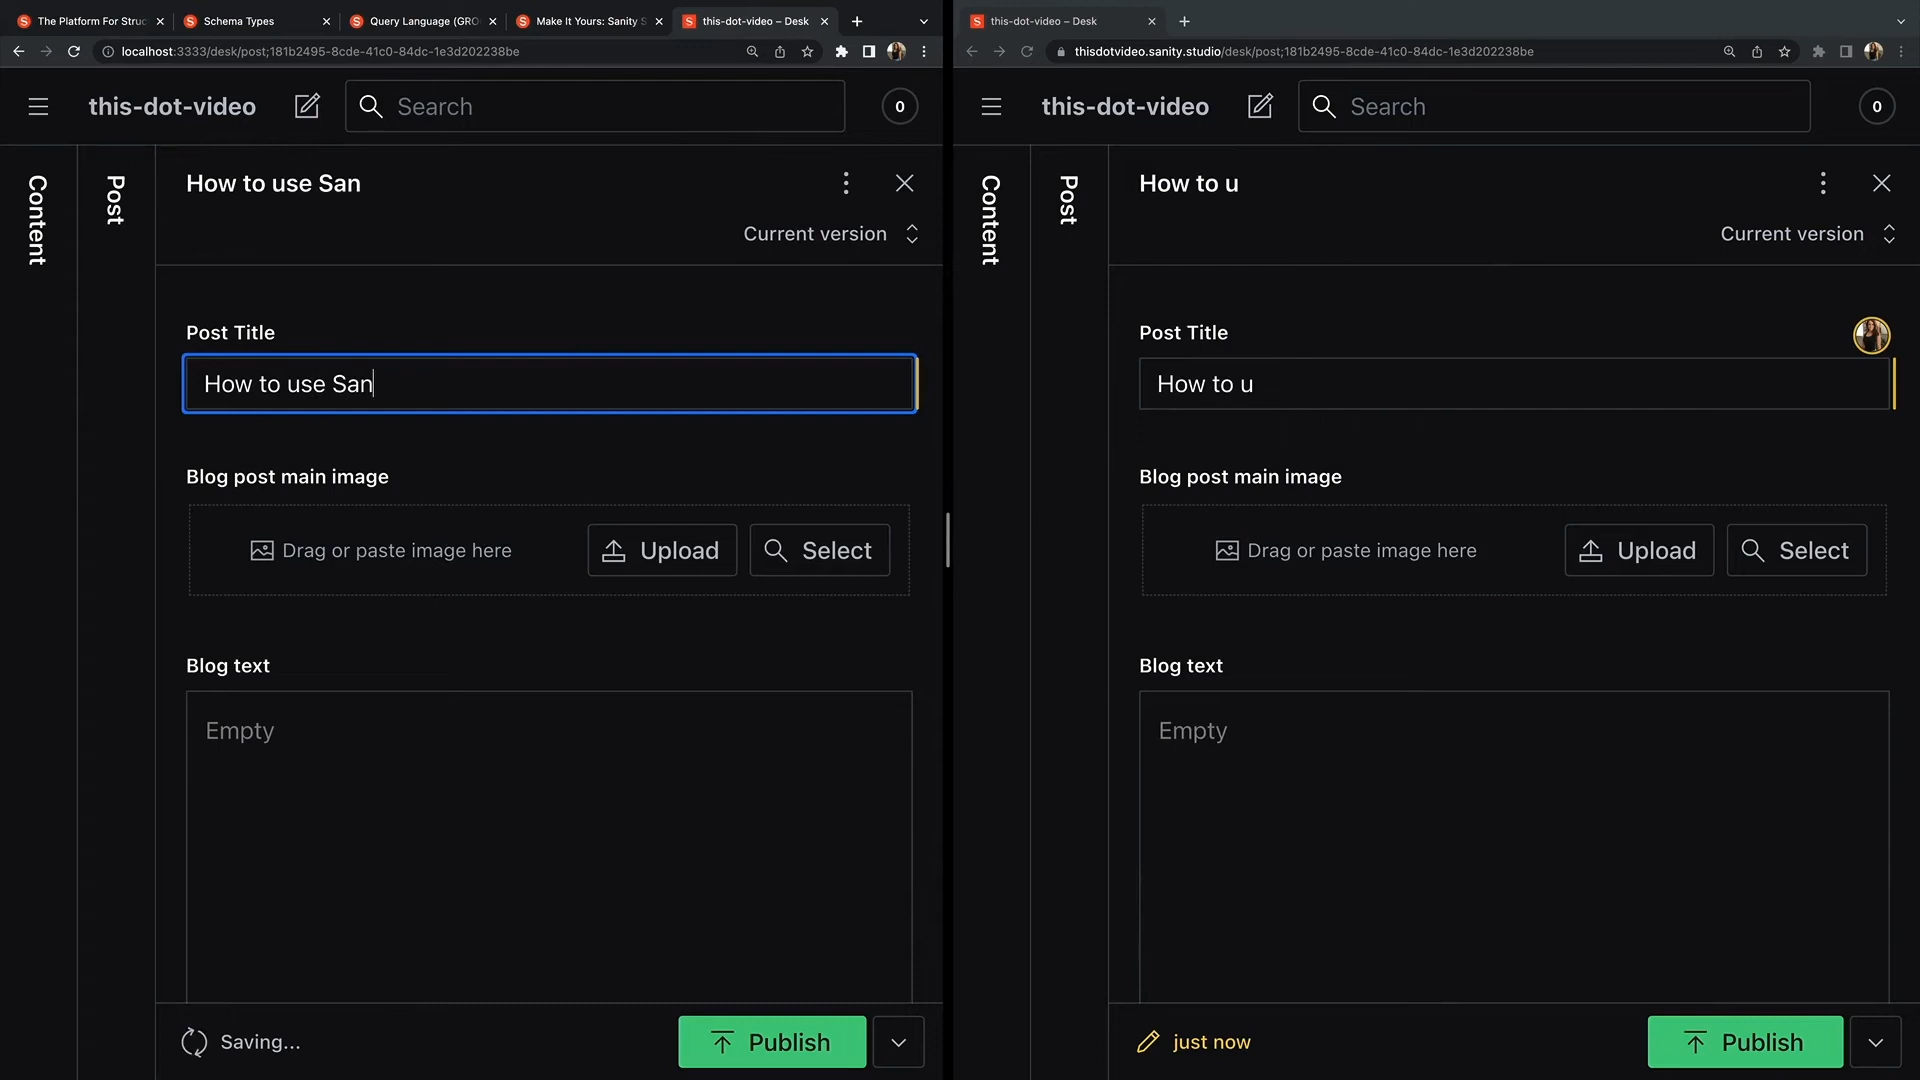 The Platform For Struc
Schema Types
Query Language (GRO
Make It Yours: Sanity S
this-dot-video – Desk
localhost:3333/desk/post;181b2495-8cde-41c0-84dc-1e3d202238be
this-dot-video
Search
0
Content
Post
How to use San
Current version
Post Title
How to use San
Blog post main image
Drag or paste image here
Upload
Select
Blog text
Empty
Saving...
Publish
this-dot-video – Desk
thisdotvideo.sanity.studio/desk/post;181b2495-8cde-41c0-84dc-1e3d202238be
this-dot-video
Search
0
Content
Post
How to u
Current version
Post Title
How to u
Blog post main image
Drag or paste image here
Upload
Select
Blog text
Empty
just now
Publish